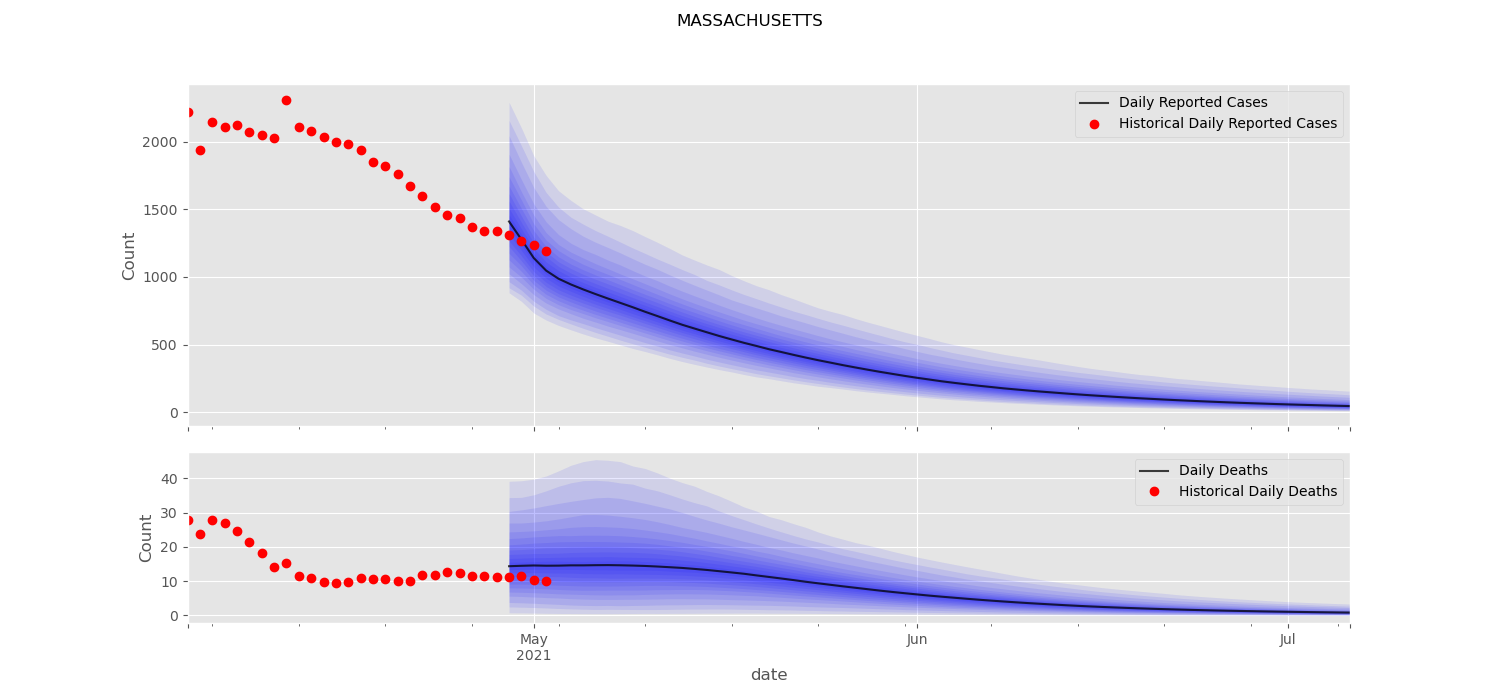 MASSACHUSETTS
Daily Reported Cases
Historical Daily Reported Cases
2000
1500
1000
500
0
Count
Daily Deaths
Historical Daily Deaths
40
30
20
10
0
Count
May
2021
Jun
Jul
date